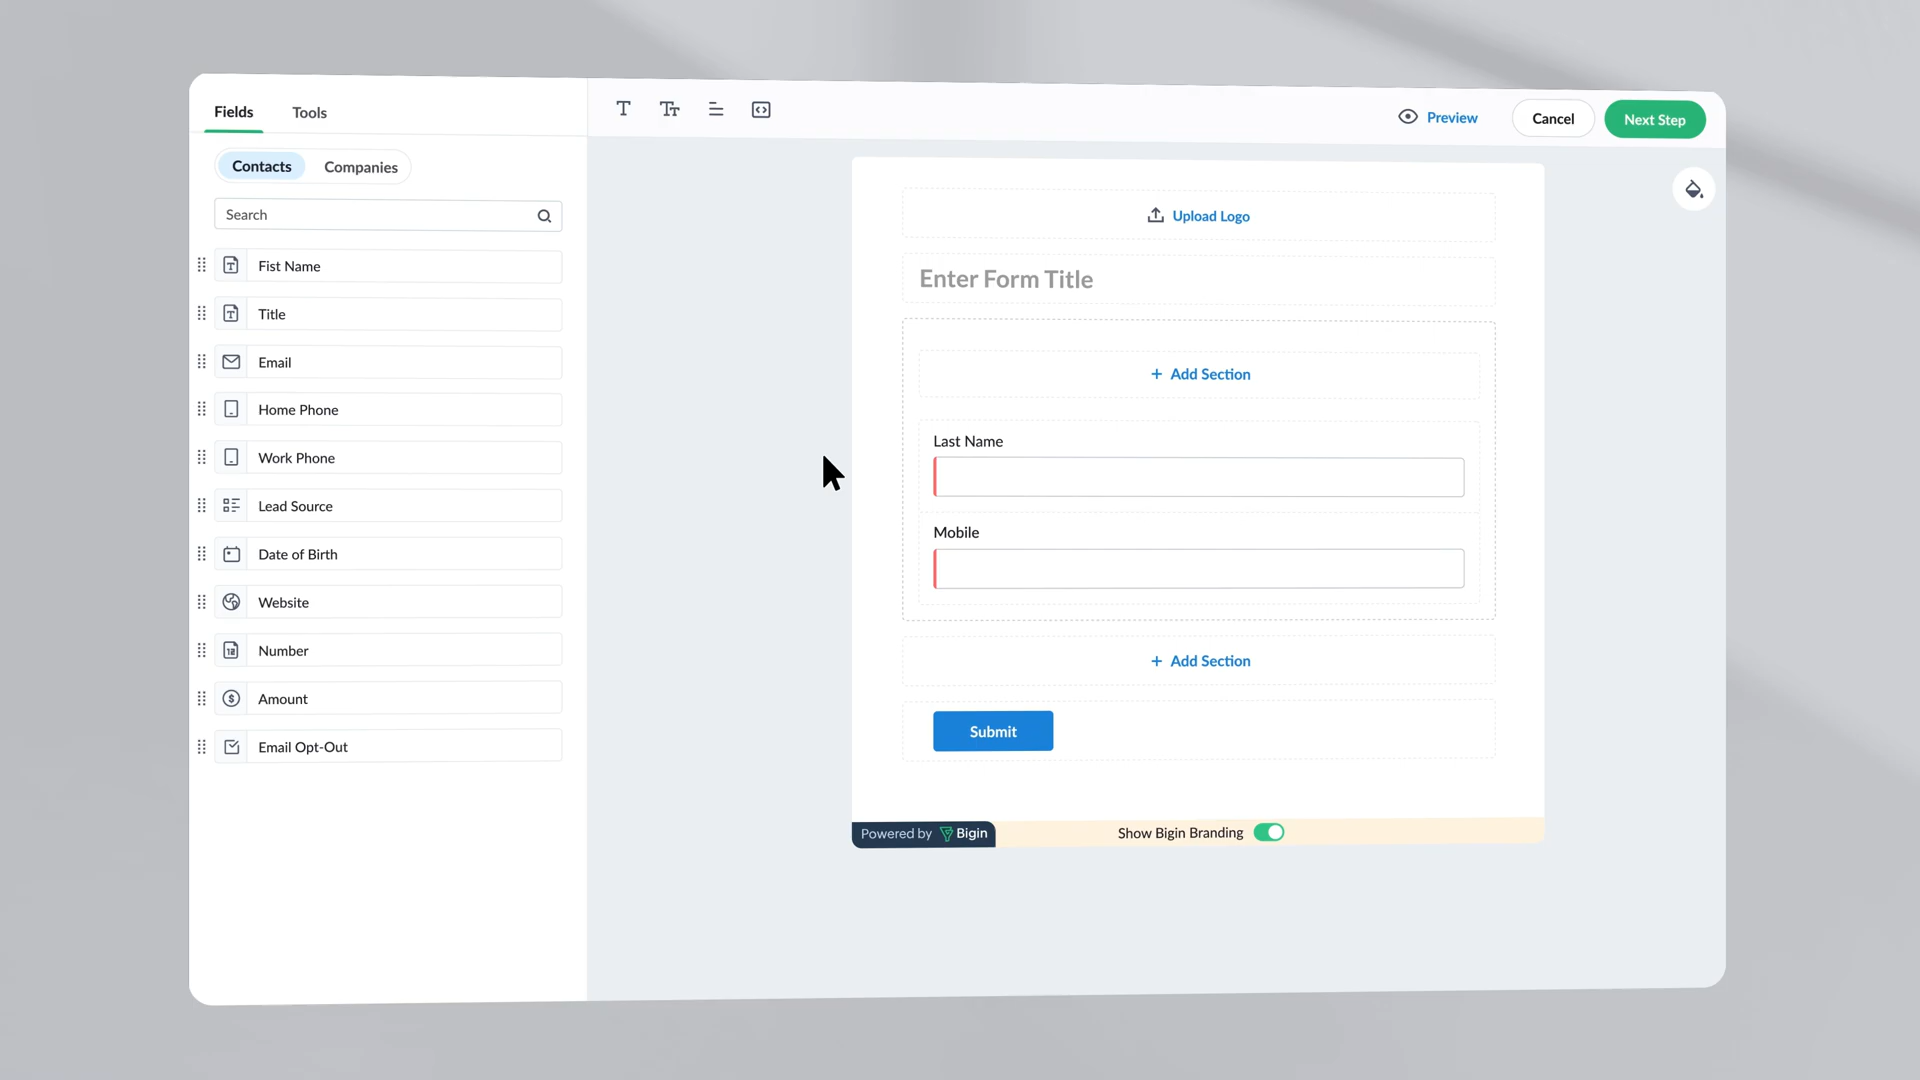 Fields
Tools
Contacts
Companies
Search
Fist Name
Title
Email
Home Phone
Work Phone
Lead Source
Date of Birth
Website
Number
Amount
Email Opt-Out
Preview
Cancel
Next Step
Upload Logo
Enter Form Title
+ Add Section
Last Name
Mobile
+ Add Section
Submit
Powered by Bigin
Show Bigin Branding